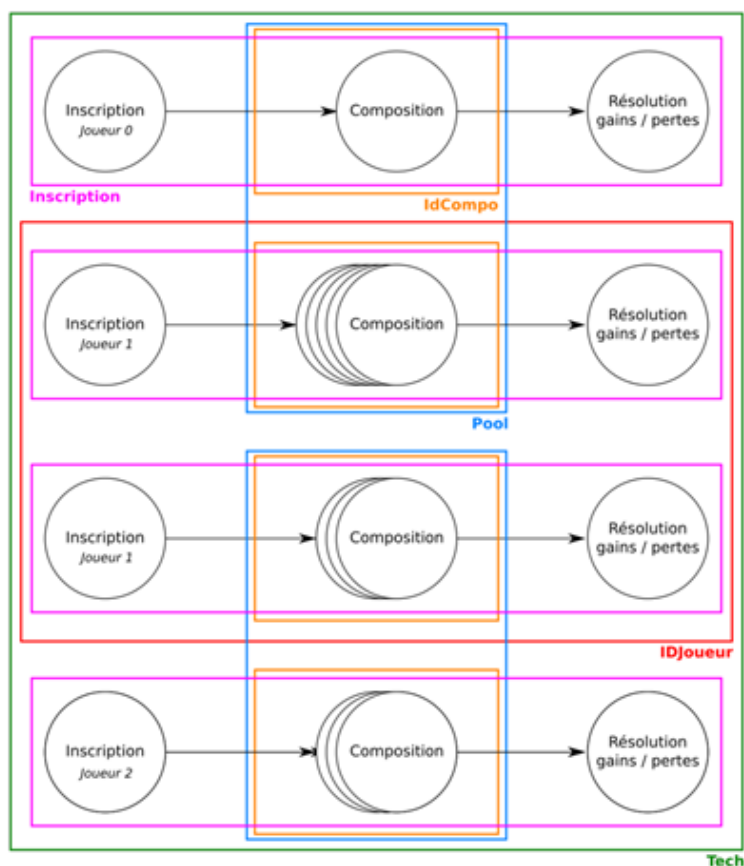 Inscription
Joueur 0
Composition
Résolution
gains / pertes
Inscription
IdCompo
Inscription
Joueur 1
Composition
Résolution
gains / pertes
Pool
Inscription
Joueur 1
Composition
Résolution
gains / pertes
IDJoueur
Inscription
Joueur 2
Composition
Résolution
gains / pertes
Tech